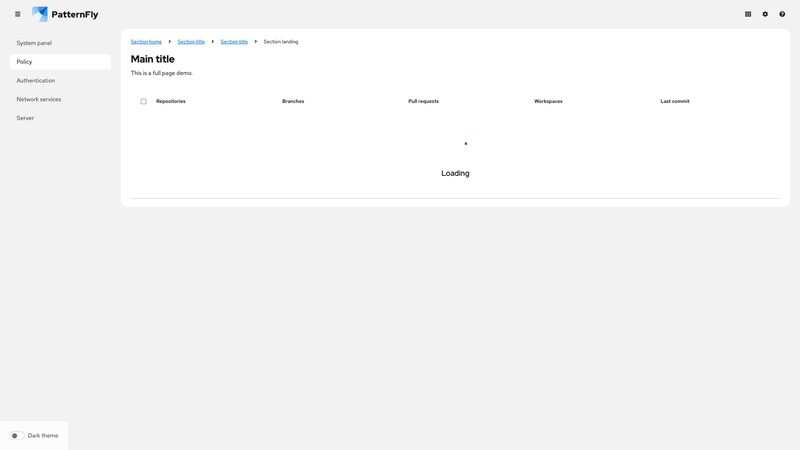 PatternFly
System panel
Policy
Authentication
Network services
Server
Section home Section title Section title Section landing
Main title
This is a full page demo.
Repositories Branches Pull requests Workspaces Last commit
Loading
Dark theme